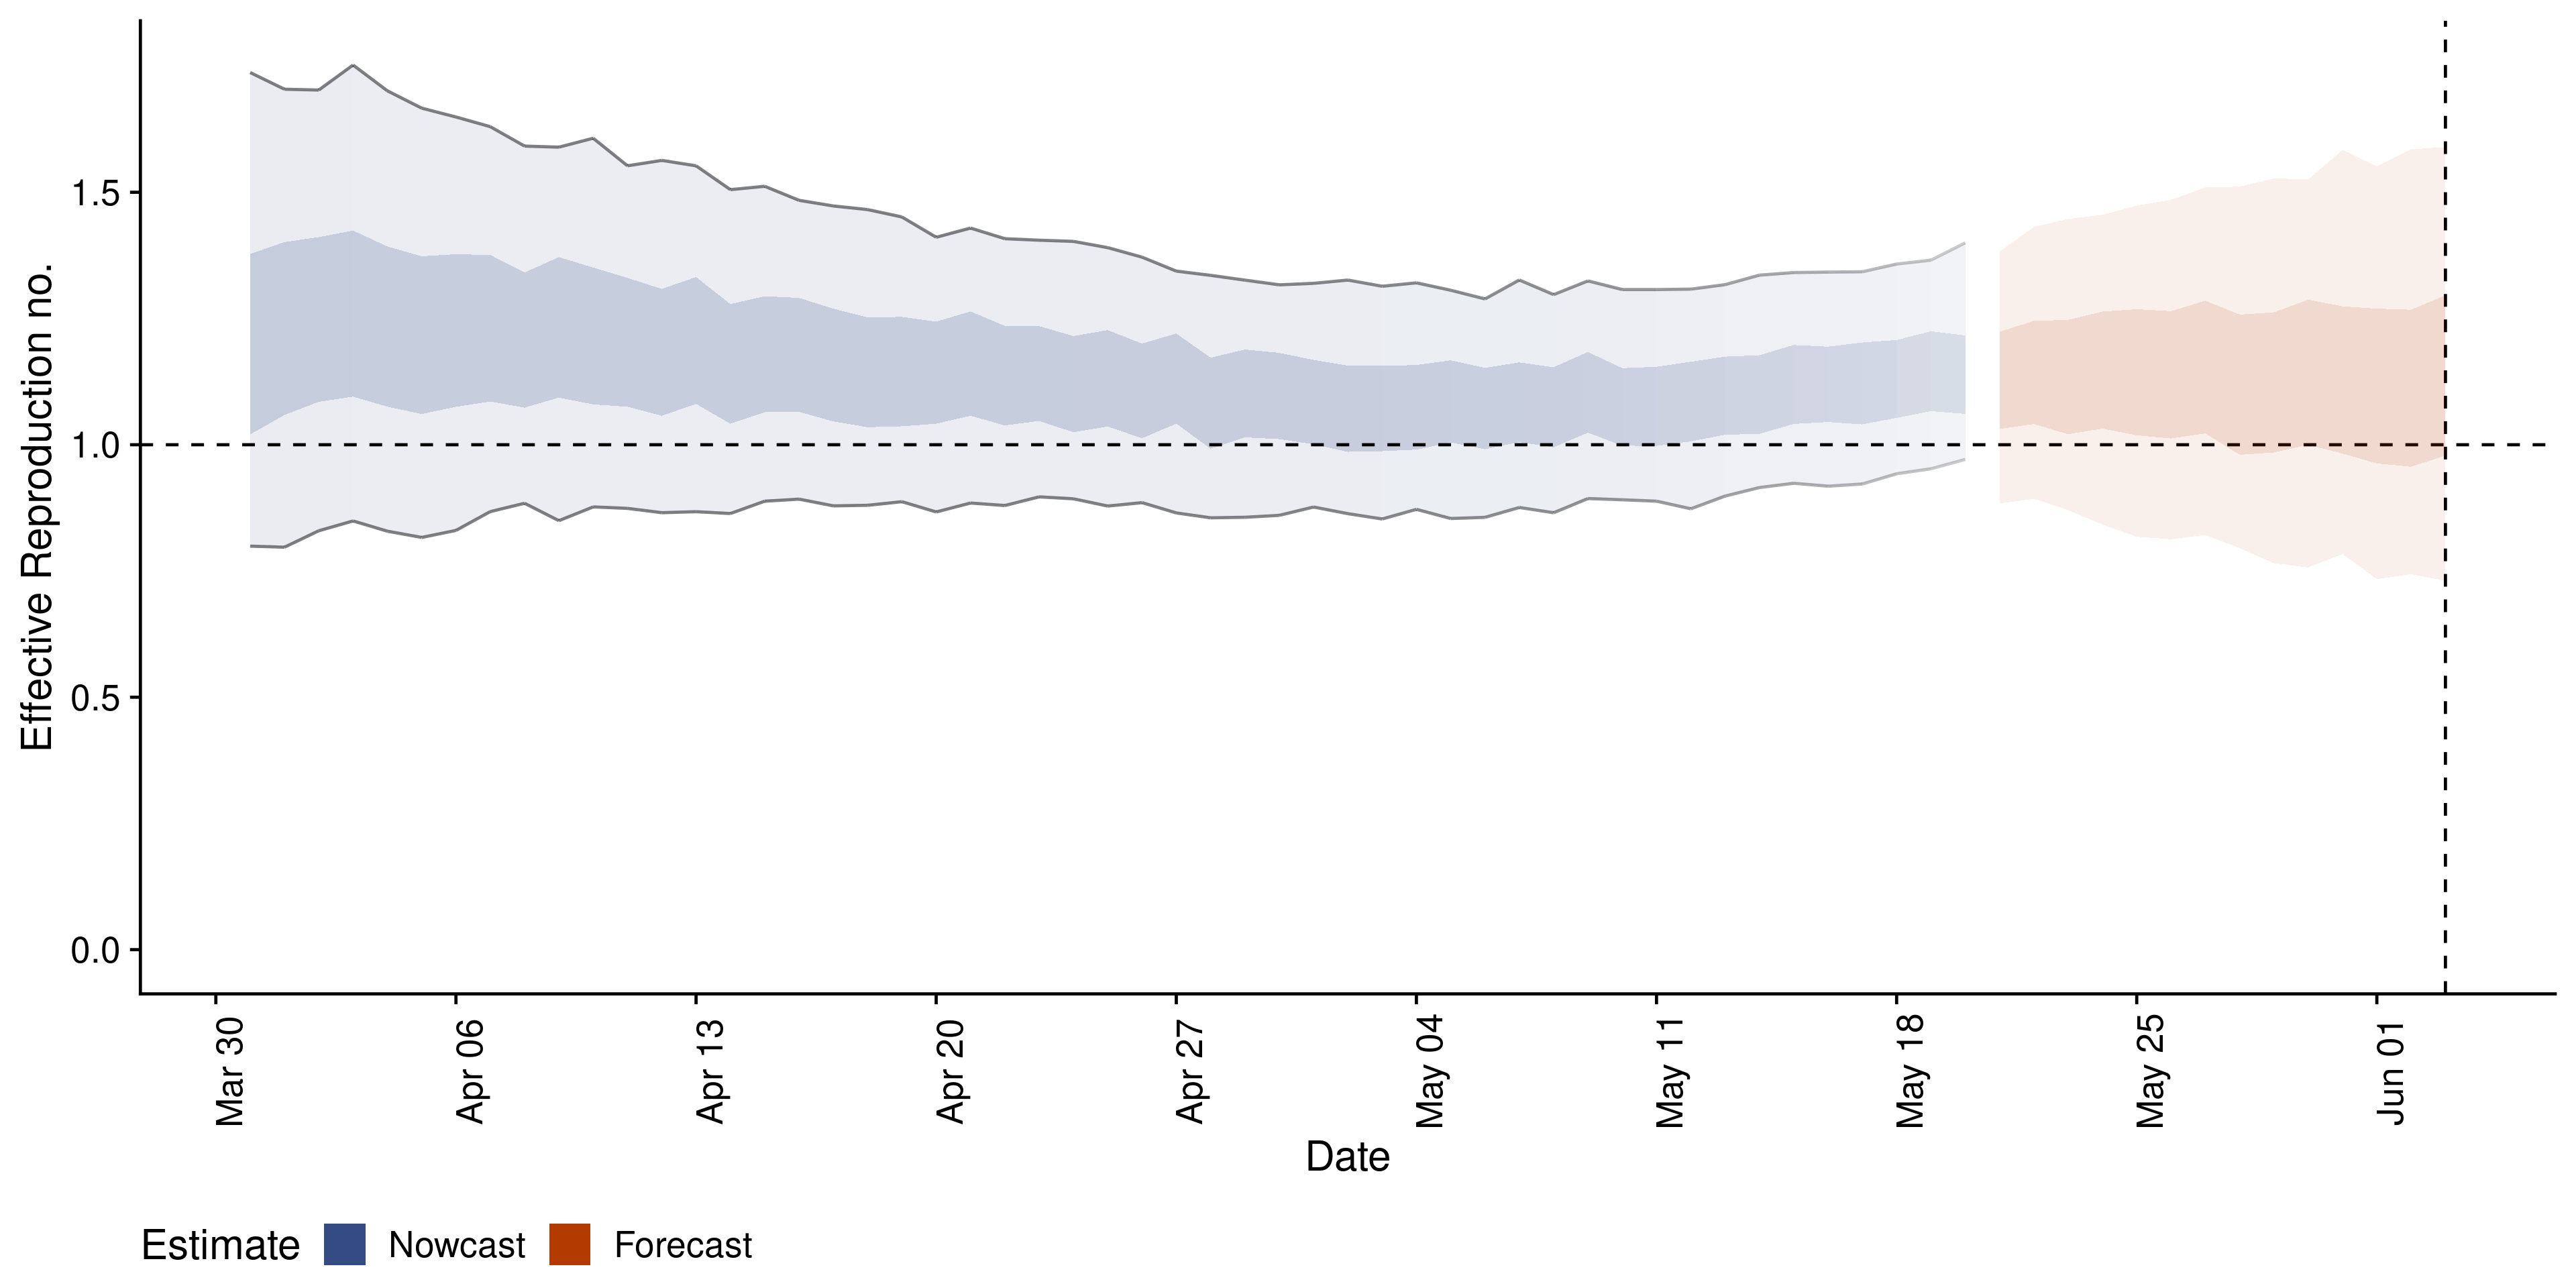 Effective Reproduction no.
1.5
1.0
0.5
0.0
Mar 30
Apr 06
Apr 13
Apr 20
Apr 27
May 04
May 11
May 18
May 25
Jun 01
Date
Estimate Nowcast Forecast